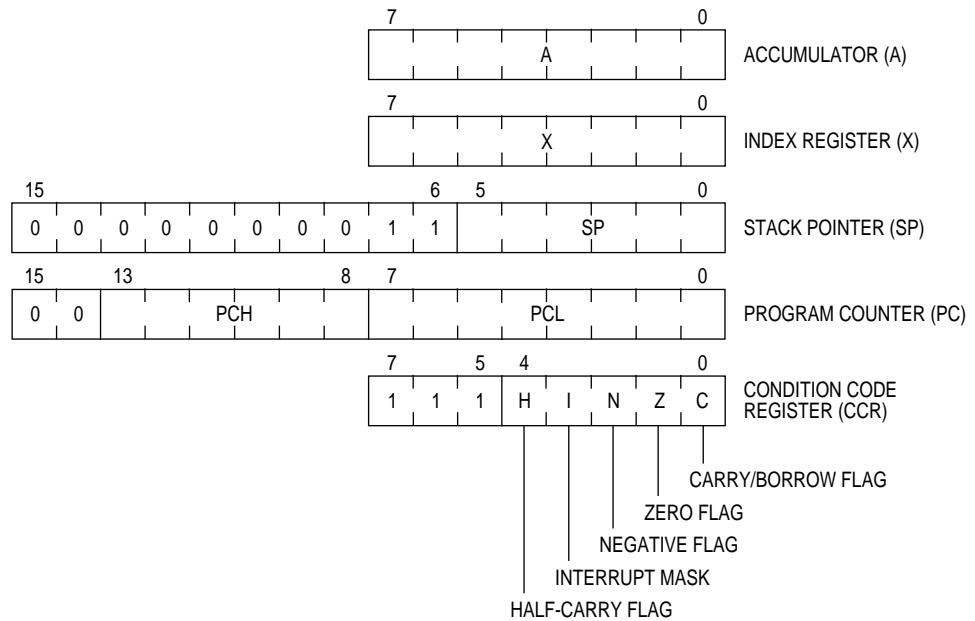 7 0
A ACCUMULATOR (A)
7 0
X INDEX REGISTER (X)
15 6 5 0
0 0 0 0 0 0 0 0 1 1 SP STACK POINTER (SP)
15 13 8 7 0
0 0 PCH PCL PROGRAM COUNTER (PC)
7 5 4 0
1 1 1 H I N Z C CONDITION CODE
REGISTER (CCR)
CARRY/BORROW FLAG
ZERO FLAG
NEGATIVE FLAG
INTERRUPT MASK
HALF-CARRY FLAG